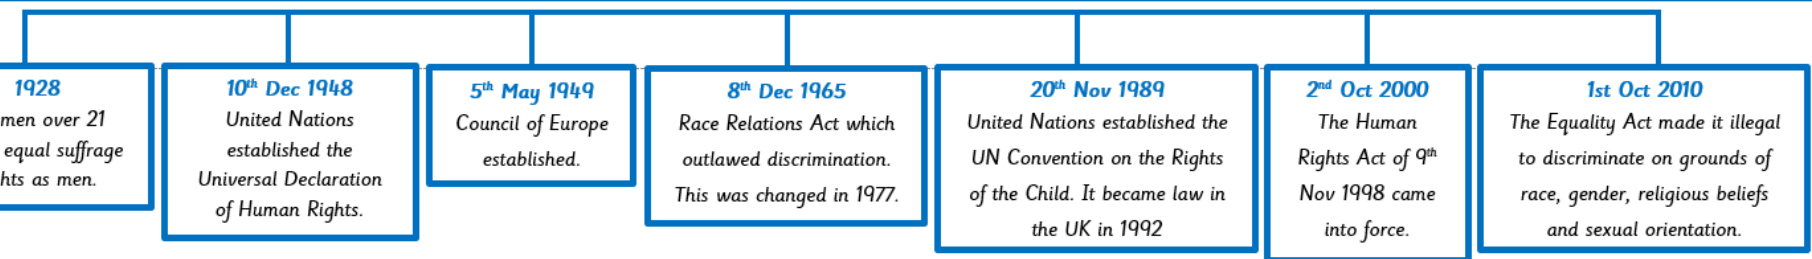 1928
men over 21
equal suffrage
hts as men.
10th Dec 1948
United Nations
established the
Universal Declaration
of Human Rights.
5th May 1949
Council of Europe
established.
8th Dec 1965
Race Relations Act which
outlawed discrimination.
This was changed in 1977.
20th Nov 1989
United Nations established the
UN Convention on the Rights
of the Child. It became law in
the UK in 1992
2nd Oct 2000
The Human
Rights Act of 9th
Nov 1998 came
into force.
1st Oct 2010
The Equality Act made it illegal
to discriminate on grounds of
race, gender, religious beliefs
and sexual orientation.